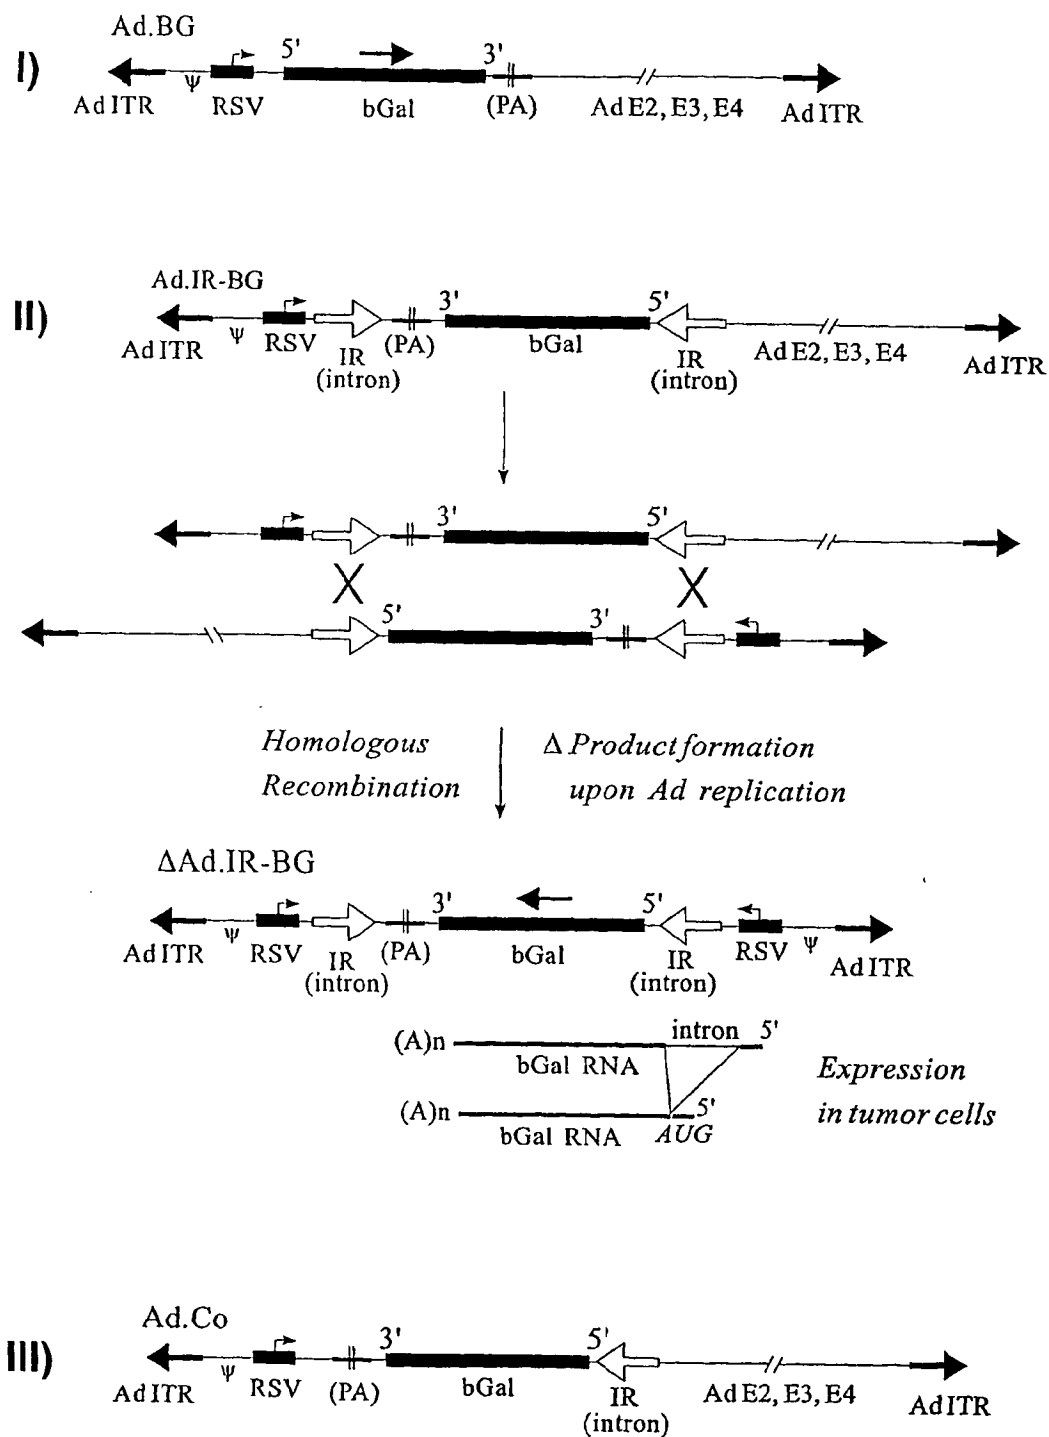 I)
Ad.BG
5' 3'
Ad ITR ψ RSV bGal (PA) Ad E2, E3, E4 Ad ITR
II)
Ad.IR-BG
3' 5'
Ad ITR ψ RSV IR (PA) bGal IR Ad E2, E3, E4 Ad ITR
(intron) (intron)
3' 5'
X X
5' 3'
Homologous Δ Product formation
Recombination upon Ad replication
ΔAd.IR-BG
3' 5'
Ad ITR ψ RSV IR (PA) bGal IR RSV ψ Ad ITR
(intron) (intron)
intron 5'
(A)n
bGal RNA
Expression
(A)n 5'
bGal RNA AUG
in tumor cells
III)
Ad.Co
3' 5'
Ad ITR ψ RSV (PA) bGal IR Ad E2, E3, E4 Ad ITR
(intron)